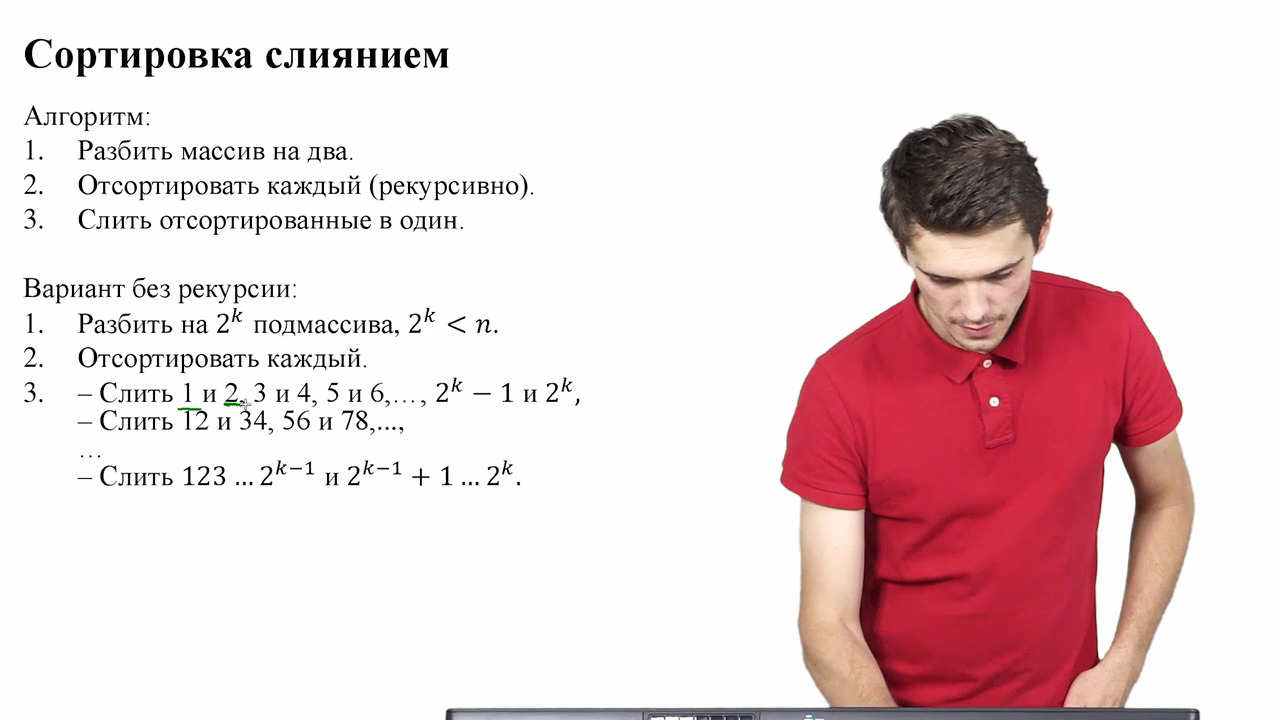 Сортировка слиянием
Алгоритм:
1. Разбить массив на два.
2. Отсортировать каждый (рекурсивно).
3. Слить отсортированные в один.
Вариант без рекурсии:
1. Разбить на 2^k подмассива, 2^k < n.
2. Отсортировать каждый.
3. – Слить 1 и 2, 3 и 4, 5 и 6,…, 2^k − 1 и 2^k,
– Слить 12 и 34, 56 и 78,...,
…
– Слить 123 … 2^{k−1} и 2^{k−1} + 1 … 2^k.